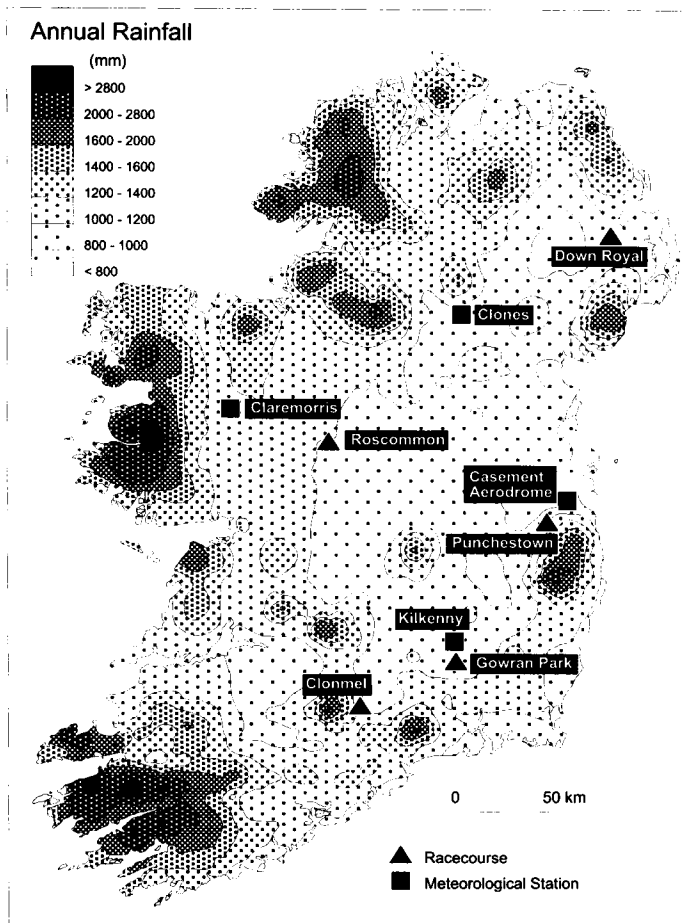 Annual Rainfall
(mm)
> 2800
2000 - 2800
1600 - 2000
1400 - 1600
1200 - 1400
1000 - 1200
800 - 1000
< 800
Down Royal
Clones
Claremorris
Roscommon
Casement
Aerodrome
Punchestown
Kilkenny
Gowran Park
Clonmel
0 50 km
Racecourse
Meteorological Station